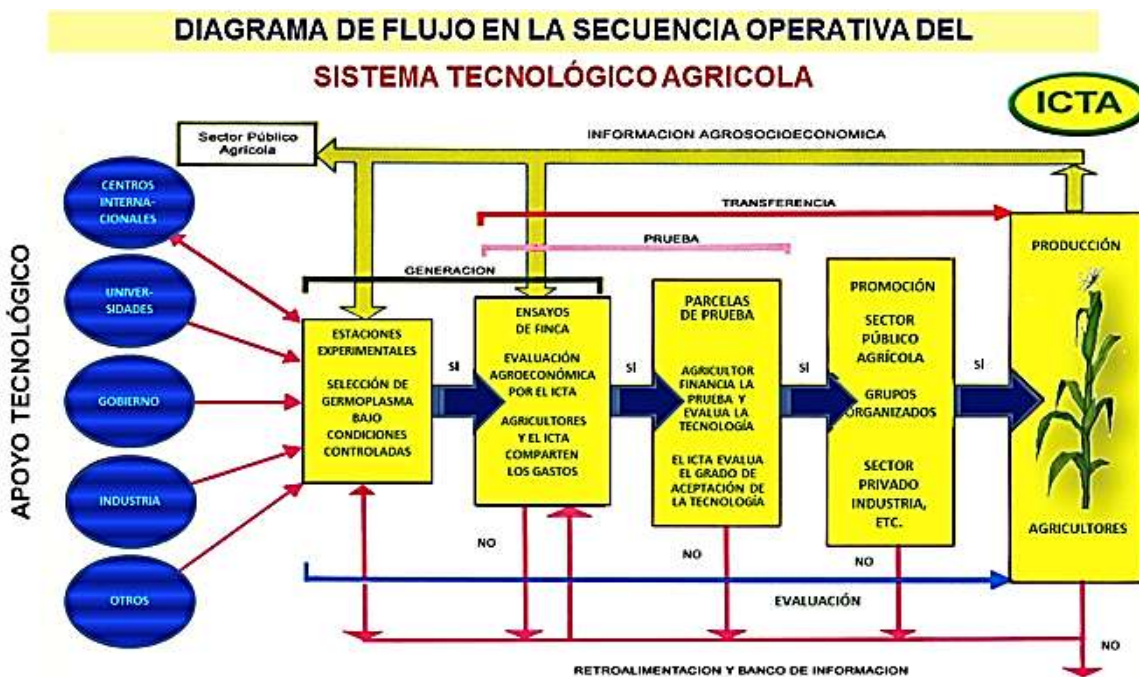 DIAGRAMA DE FLUJO EN LA SECUENCIA OPERATIVA DEL
SISTEMA TECNOLÓGICO AGRICOLA
ICTA
Sector Público
Agrícola
INFORMACION AGROSOCIOECONOMICA
APOYO TECNOLÓGICO
CENTROS
INTERNA-
CIONALES
UNIVER-
SIDADES
GOBIERNO
INDUSTRIA
OTROS
TRANSFERENCIA
PRUEBA
GENERACION
ESTACIONES
EXPERIMENTALES
SELECCIÓN DE
GERMOPLASMA
BAJO
CONDICIONES
CONTROLADAS
SI
ENSAYOS
DE FINCA
EVALUACIÓN
AGROECONÓMICA
POR EL ICTA
AGRICULTORES
Y EL ICTA
COMPARTEN
LOS GASTOS
SÍ
PARCELAS
DE PRUEBA
AGRICULTOR
FINANCIA LA
PRUEBA Y
EVALUA LA
TECNOLOGÍA
EL ICTA EVALUA
EL GRADO DE
ACEPTACIÓN DE
LA TECNOLOGÍA
SÍ
PROMOCIÓN
SECTOR
PÚBLICO
AGRÍCOLA
GRUPOS
ORGANIZADOS
SECTOR
PRIVADO
INDUSTRIA,
ETC.
SÍ
PRODUCCIÓN
AGRICULTORES
NO
NO
NO
NO
EVALUACIÓN
RETROALIMENTACION Y BANCO DE INFORMACION